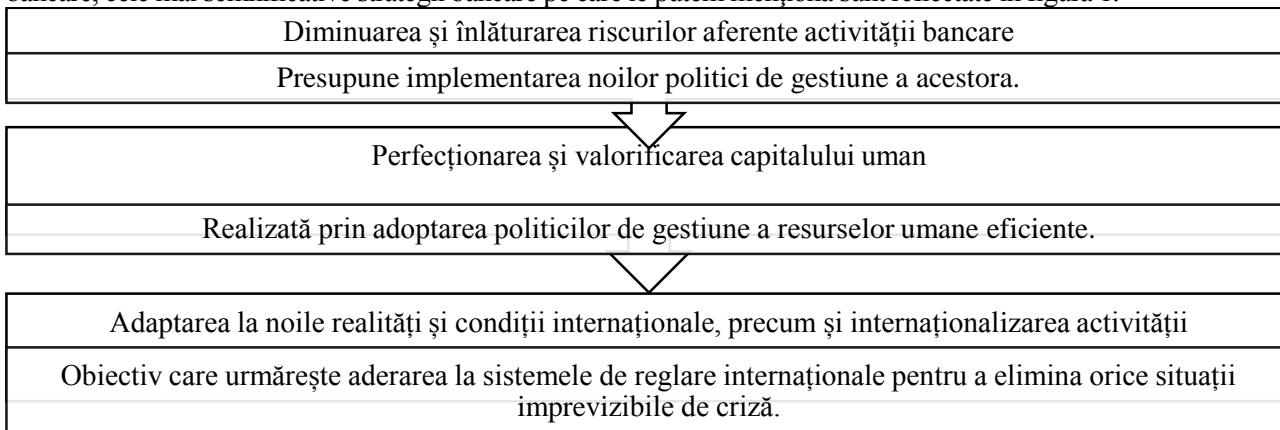 bancare, cele mai semnificative strategii bancare pe care le putem menționa sunt reflectate în figura 1.
Diminuarea și înlăturarea riscurilor aferente activității bancare
Presupune implementarea noilor politici de gestiune a acestora.
Perfecționarea și valorificarea capitalului uman
Realizată prin adoptarea politicilor de gestiune a resurselor umane eficiente.
Adaptarea la noile realități și condiții internaționale, precum și internaționalizarea activității
Obiectiv care urmărește aderarea la sistemele de reglare internaționale pentru a elimina orice situații
imprevizibile de criză.